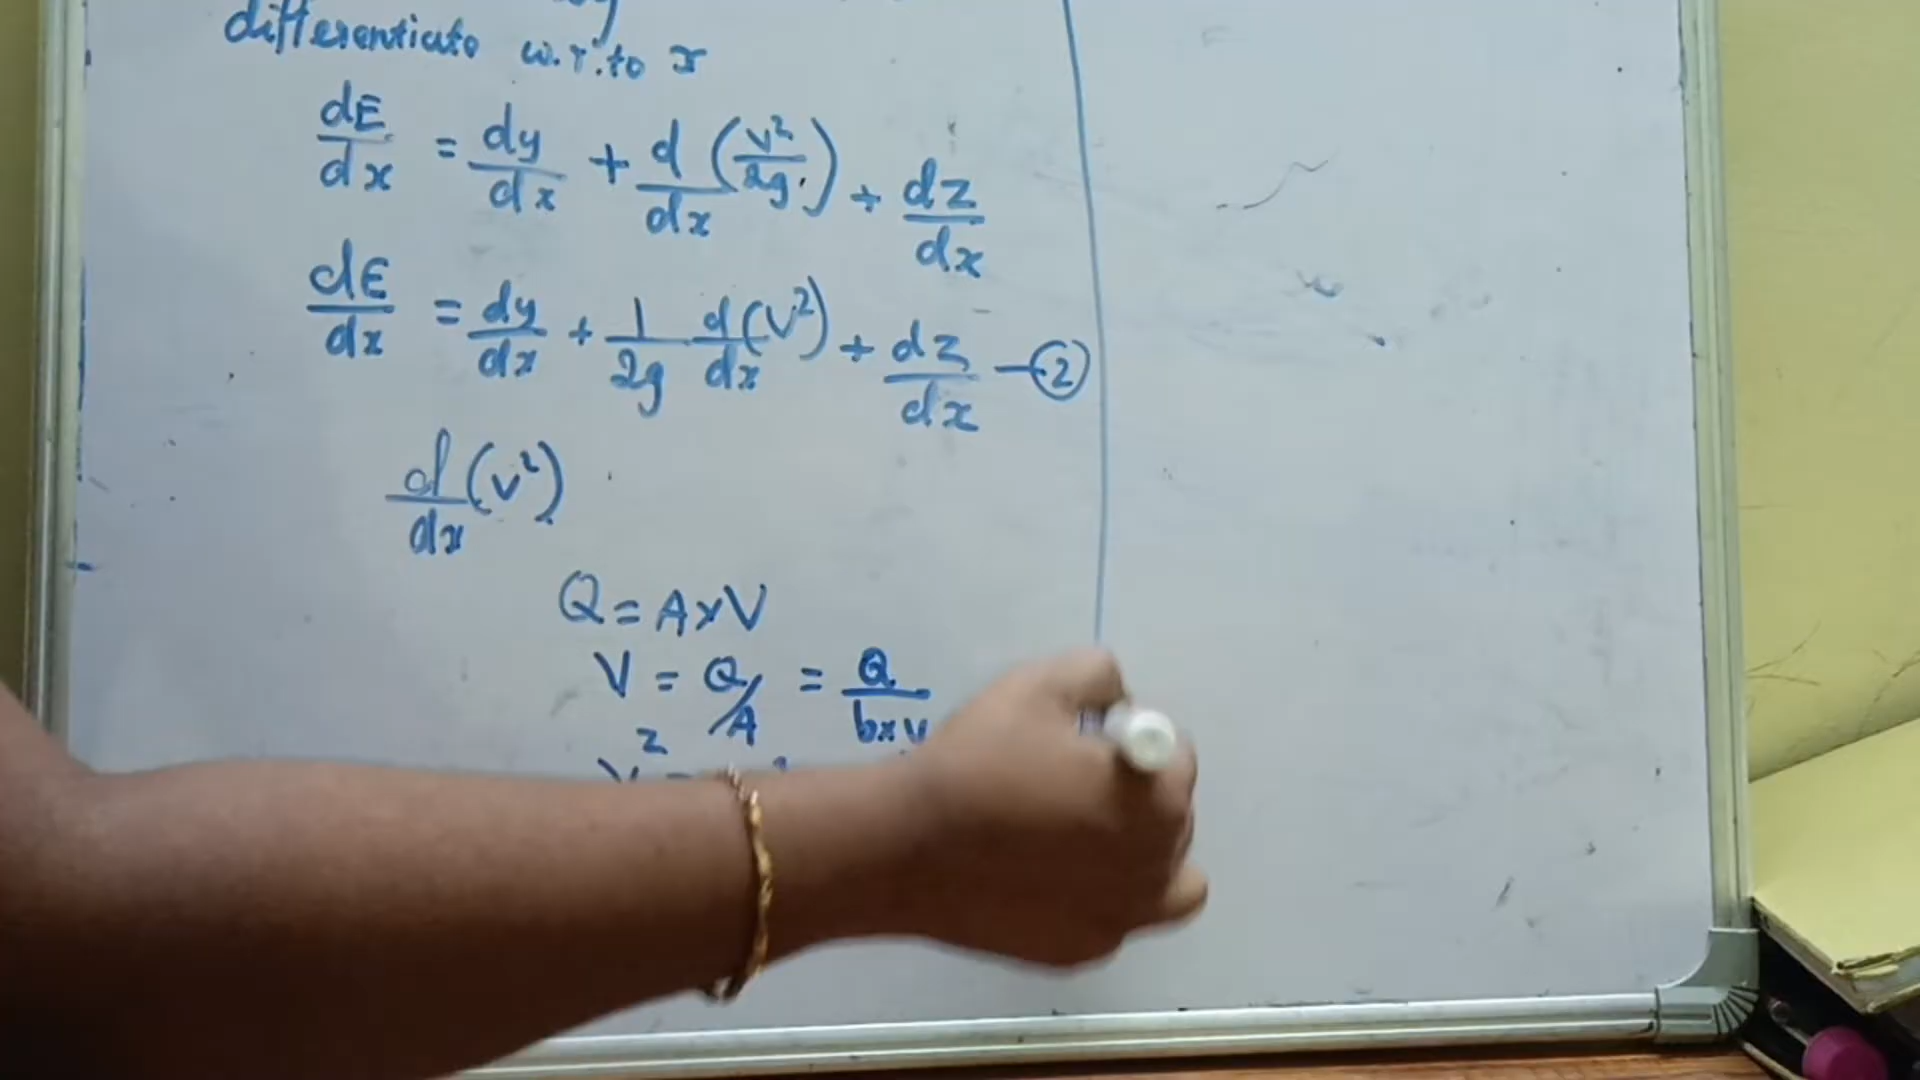 differentiate w.r.to x
dE/dx = dy/dx + d/dx (v²/2g) + dz/dx
dE/dx = dy/dx + 1/2g d/dx (V²) + dz/dx — ②
d/dx (v²)
Q = A x V
V = Q/A = Q/b x y